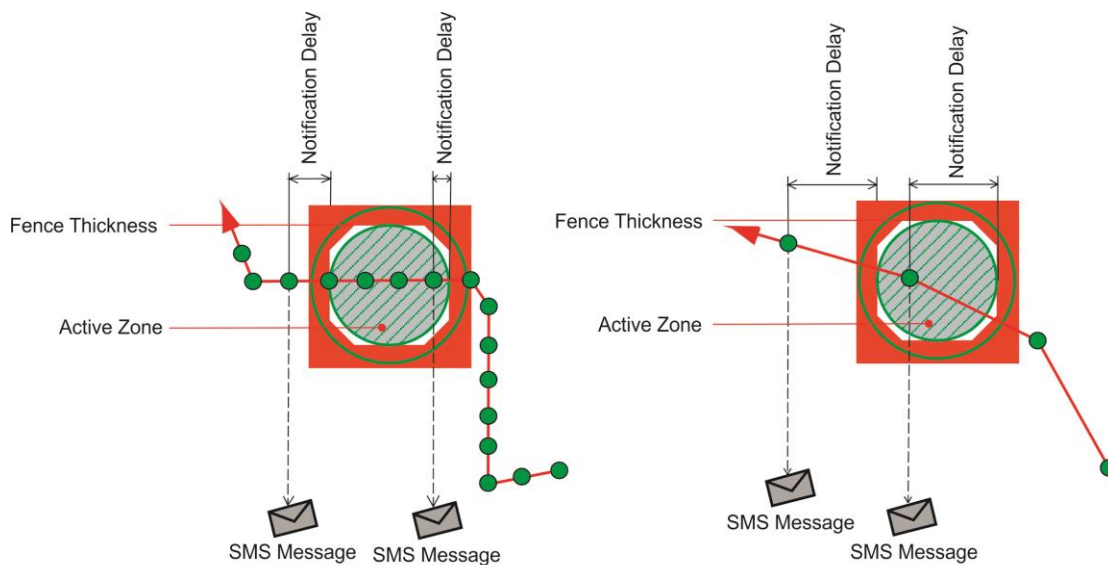 Notification Delay
Notification Delay
Fence Thickness
Active Zone
SMS Message
SMS Message
Notification Delay
Notification Delay
Fence Thickness
Active Zone
SMS Message
SMS Message